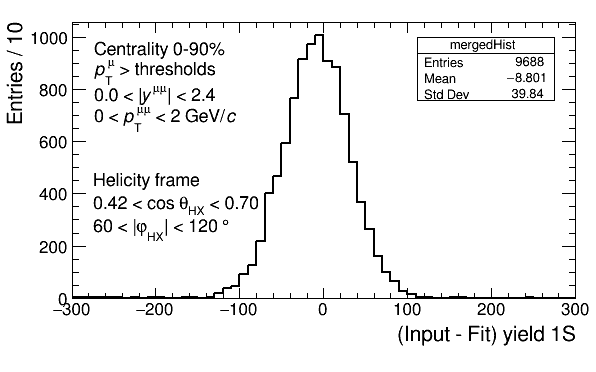 Entries / 10
1000
800
600
400
200
0
−300
−200
−100
0
100
200
300
(Input - Fit) yield 1S
Centrality 0-90%
p_T^μ > thresholds
0.0 < |y^μμ| < 2.4
0 < p_T^μμ < 2 GeV/c
Helicity frame
0.42 < cos θ_HX < 0.70
60 < |φ_HX| < 120 °
mergedHist
Entries 9688
Mean −8.801
Std Dev 39.84